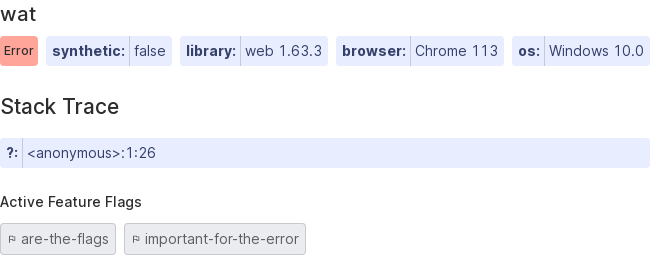 wat
Error synthetic: false library: web 1.63.3 browser: Chrome 113 os: Windows 10.0
Stack Trace
?: <anonymous>:1:26
Active Feature Flags
are-the-flags important-for-the-error